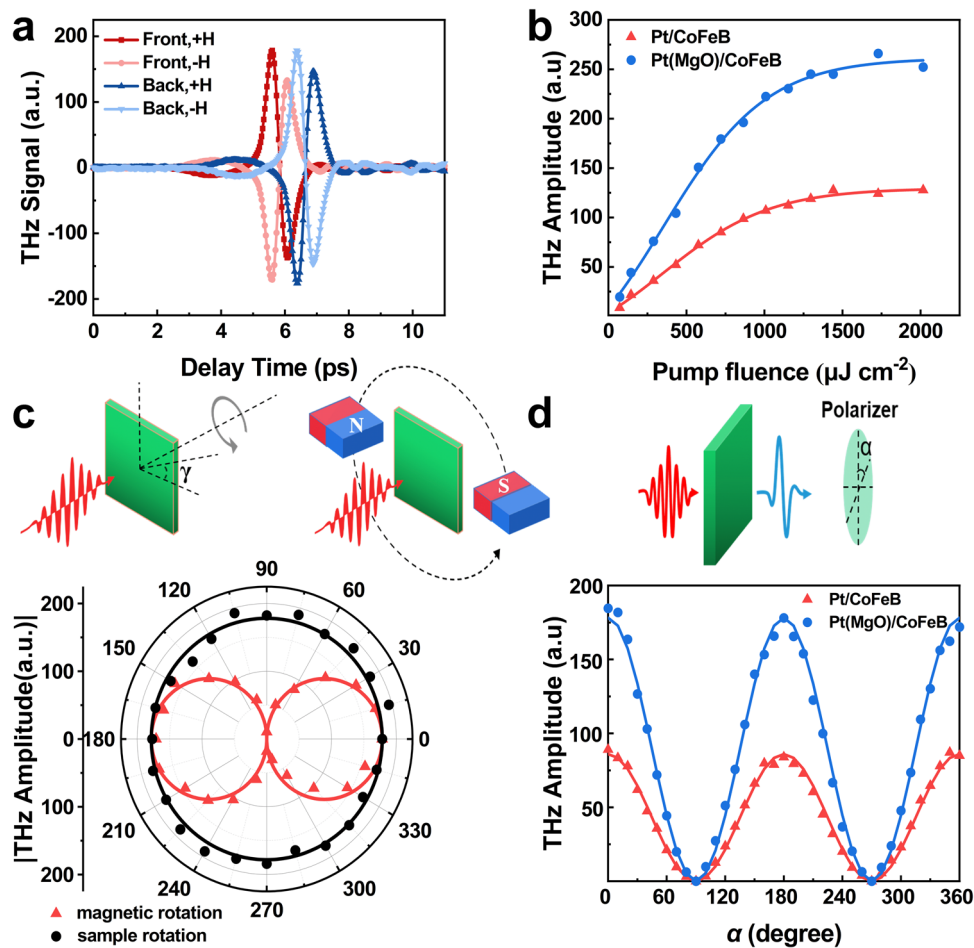 a
THz Signal (a.u.)
200
100
0
-100
-200
Front,+H
Front,-H
Back,+H
Back,-H
0 2 4 6 8 10
Delay Time (ps)
b
THz Amplitude (a.u)
300
250
200
150
100
50
Pt/CoFeB
Pt(MgO)/CoFeB
0 500 1000 1500 2000
Pump fluence (μJ cm-2)
c
γ
N
S
|THz Amplitude(a.u.)|
200
100
0
100
200
0
30
60
90
120
150
180
210
240
270
300
330
magnetic rotation
sample rotation
d
Polarizer
α
THz Amplitude (a.u)
200
150
100
50
Pt/CoFeB
Pt(MgO)/CoFeB
0 60 120 180 240 300 360
α (degree)